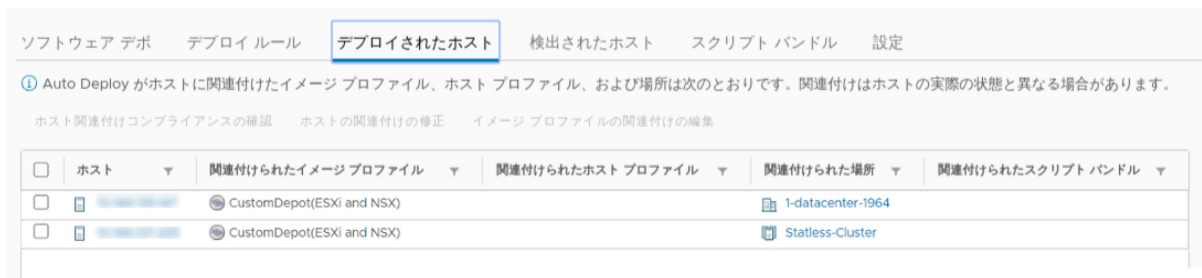 ソフトウェア デポ デプロイ ルール デプロイされたホスト 検出されたホスト スクリプト バンドル 設定
Auto Deploy がホストに関連付けたイメージ プロファイル、ホスト プロファイル、および場所は次のとおりです。関連付けはホストの実際の状態と異なる場合があります。
ホスト関連付けコンプライアンスの確認 ホストの関連付けの修正 イメージ プロファイルの関連付けの編集
ホスト 関連付けられたイメージ プロファイル 関連付けられたホスト プロファイル 関連付けられた場所 関連付けられたスクリプト バンドル
CustomDepot(ESXi and NSX) 1-datacenter-1964
CustomDepot(ESXi and NSX) Statless-Cluster